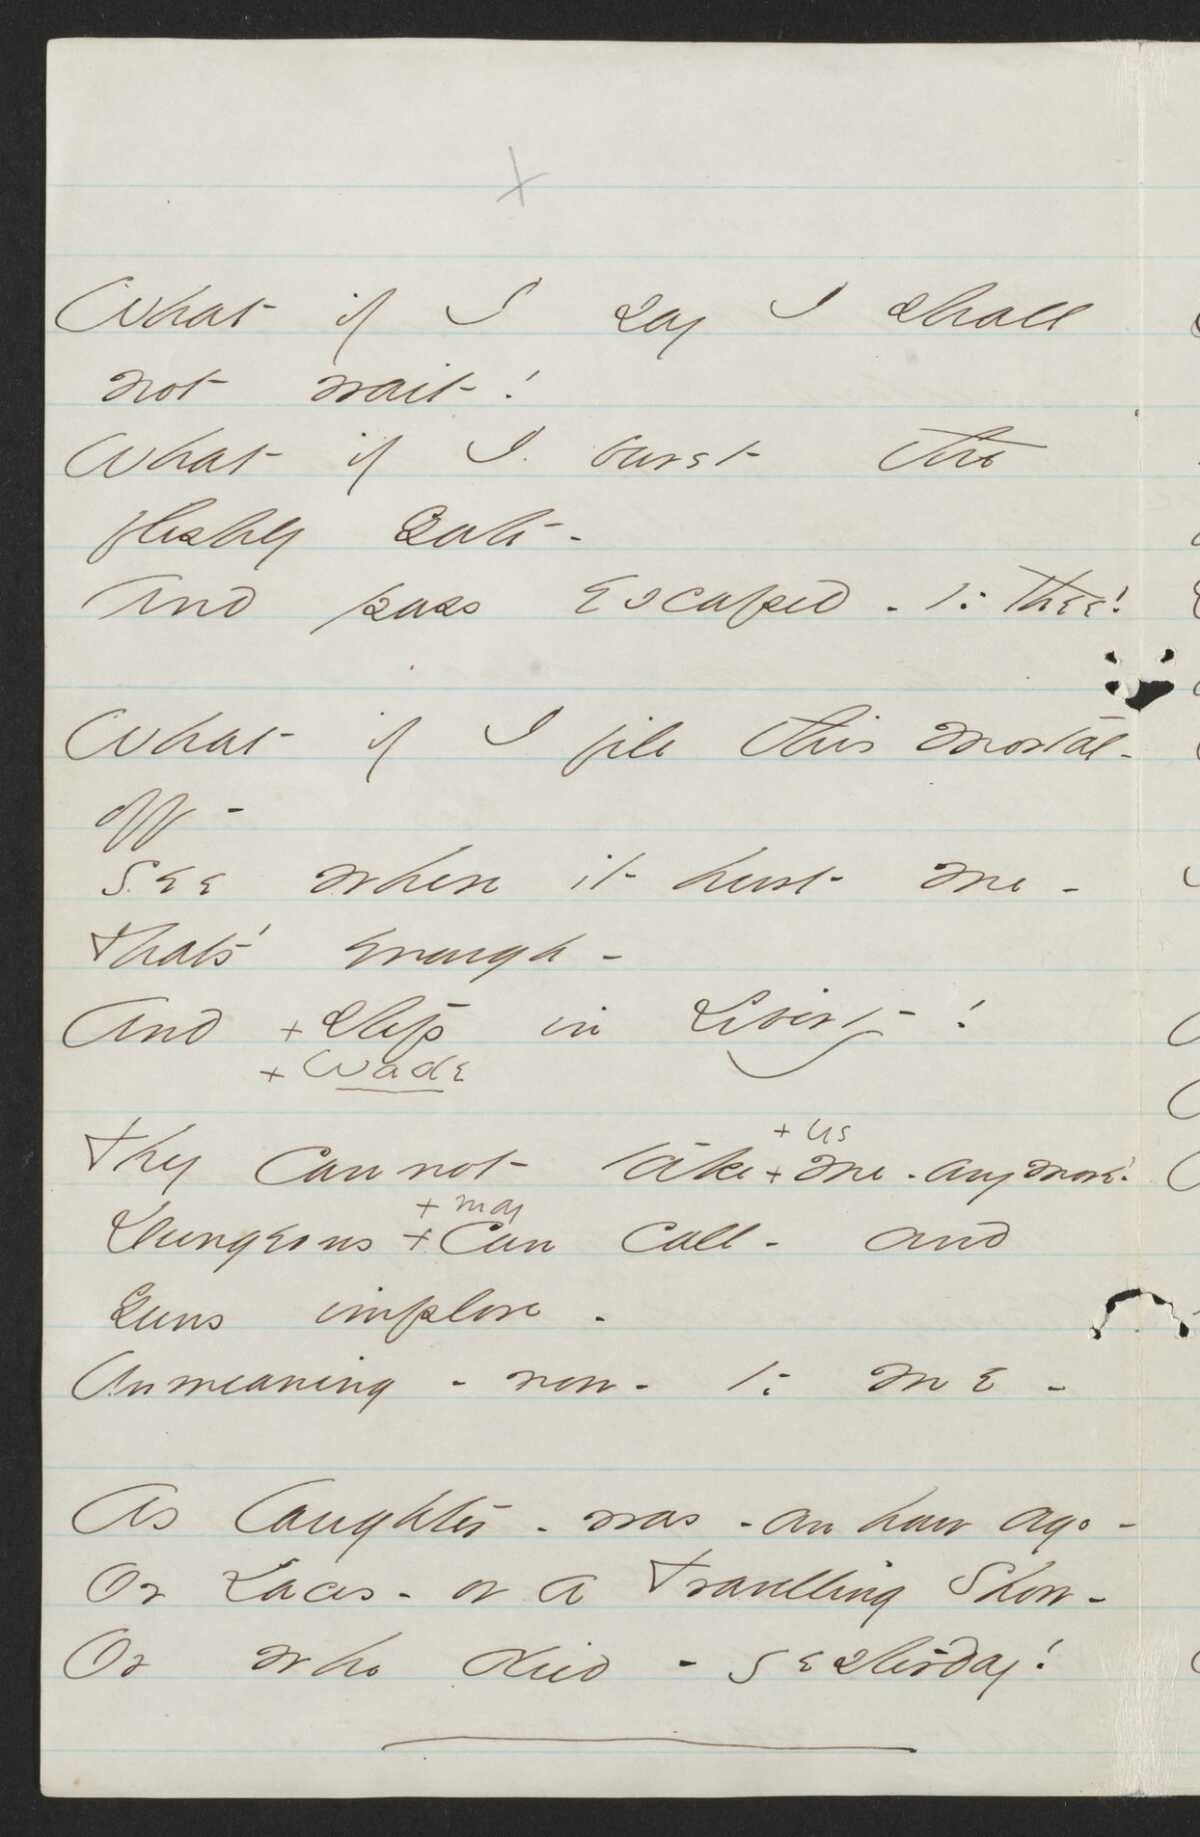 What if I say I shall
not wait!
What if I burst the
fleshly Gate -
And pass Escaped - to thee!
What if I file this mortal -
off -
See where it hurt me -
That's enough -
And + Step in Liberty!
+ Wade
+ us
They Cannot take + me - any more!
+ may
Dungeons + Can Call - and
Guns implore -
Unmeaning - now - to me -
As laughter - was - an hour ago -
Or Laces - or a Travelling Show -
Or who died - yesterday!